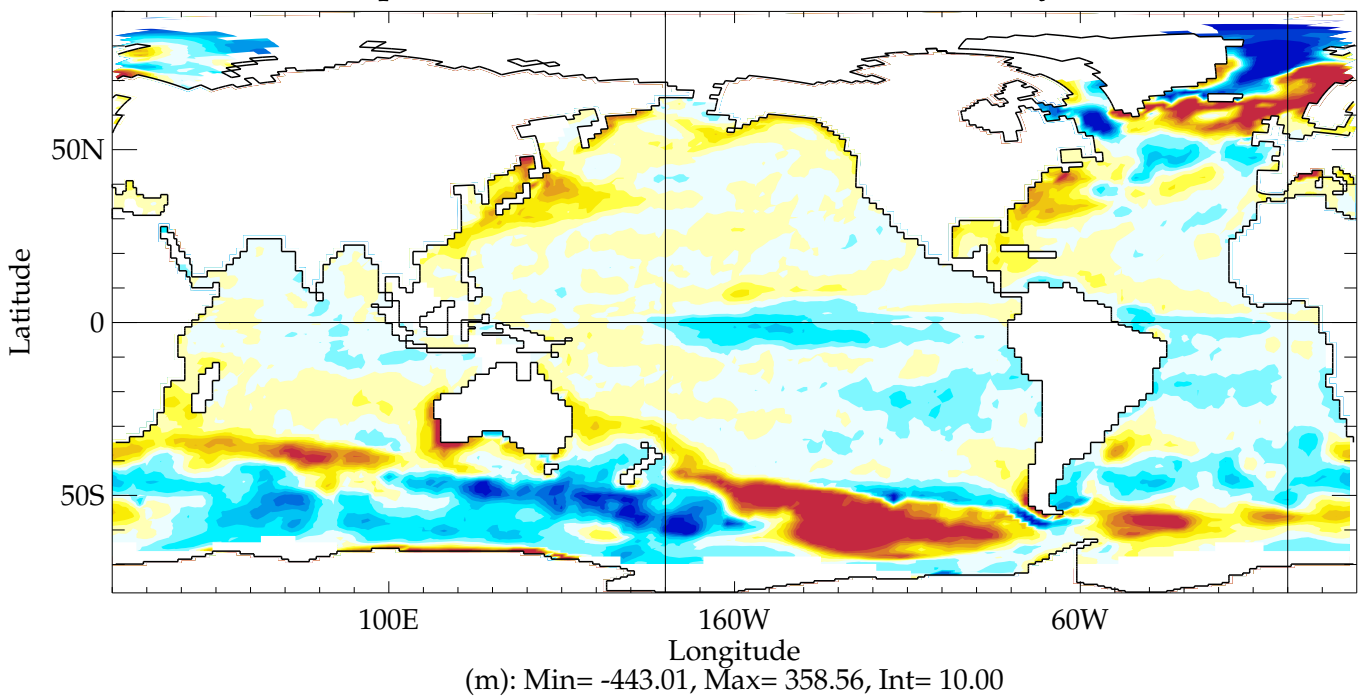 50N
0
50S
Latitude
100E
160W
60W
Longitude
(m): Min= -443.01, Max= 358.56, Int= 10.00